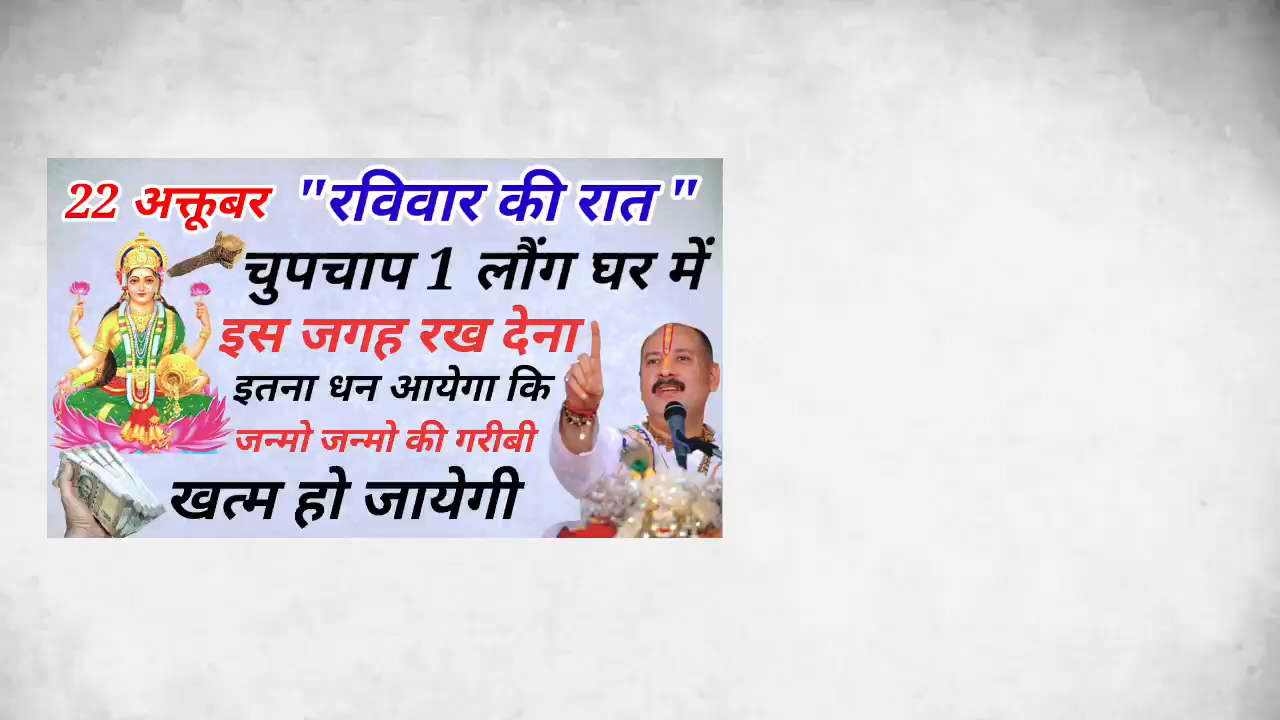 22 अक्तूबर "रविवार की रात "
चुपचाप 1 लौंग घर में
इस जगह रख देना
इतना धन आयेगा कि
जन्मो जन्मो की गरीबी
खत्म हो जायेगी